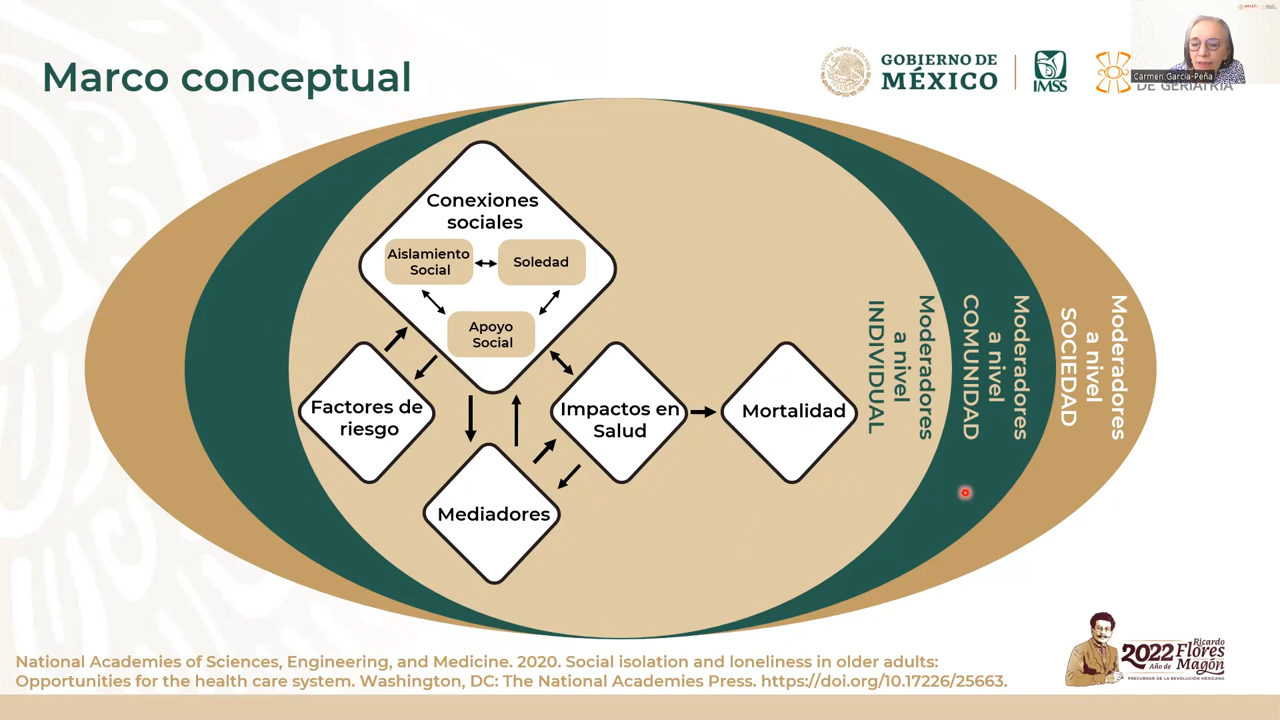 Marco conceptual
GOBIERNO DE
MÉXICO
IMSS
DE GERIATRÍA
Carmen García-Peña
Conexiones
sociales
Aislamiento
Social
Soledad
Apoyo
Social
Factores de
riesgo
Impactos en
Salud
Mortalidad
Mediadores
Moderadores
a nivel
INDIVIDUAL
Moderadores
a nivel
COMUNIDAD
Moderadores
a nivel
SOCIEDAD
National Academies of Sciences, Engineering, and Medicine. 2020. Social isolation and loneliness in older adults:
Opportunities for the health care system. Washington, DC: The National Academies Press. https://doi.org/10.17226/25663.
2022
Año de
Ricardo
Flores
Magón
PRECURSOR DE LA REVOLUCIÓN MEXICANA